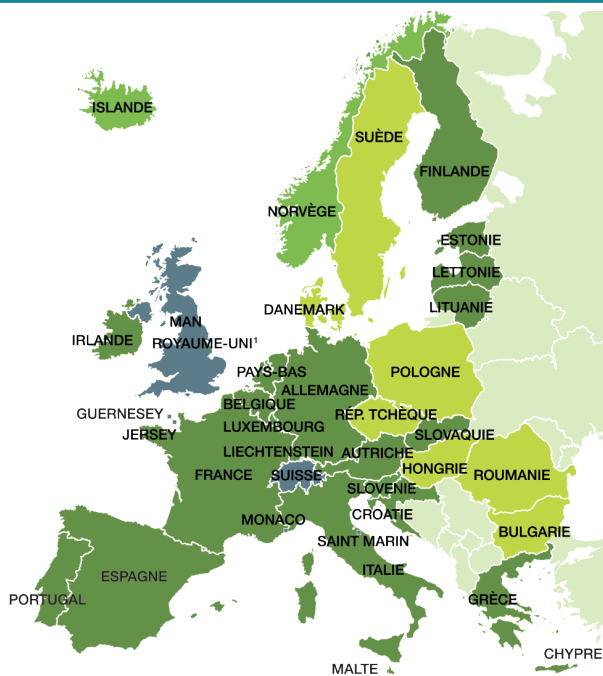 ISLANDE
SUÈDE
FINLANDE
NORVÈGE
ESTONIE
LETTONIE
DANEMARK
LITUANIE
MAN
IRLANDE
ROYAUME-UNI¹
PAYS-BAS
POLOGNE
ALLEMAGNE
BELGIQUE
GUERNESEY
RÉP. TCHÈQUE
LUXEMBOURG
JERSEY
SLOVAQUIE
LIECHTENSTEIN
AUTRICHE
HONGRIE
FRANCE
SUISSE
ROUMANIE
SLOVENIE
CROATIE
MONACO
BULGARIE
SAINT MARIN
ITALIE
ESPAGNE
PORTUGAL
GRÈCE
CHYPRE
MALTE